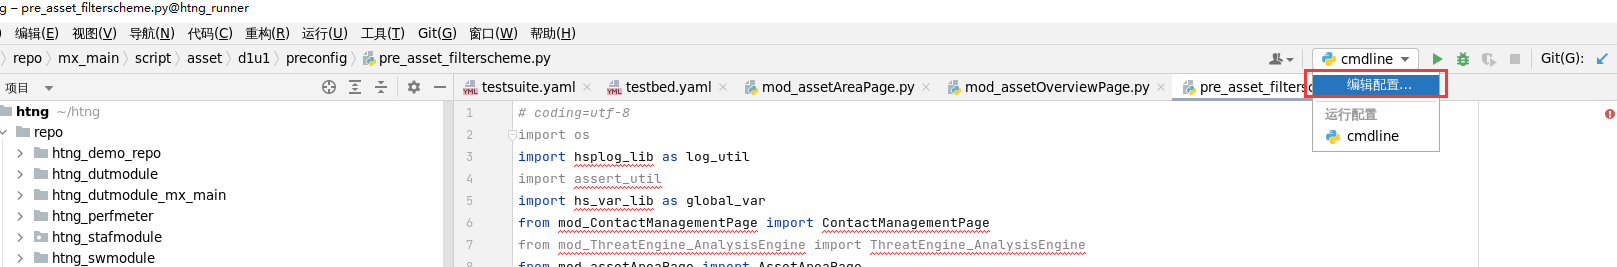 ng – pre_asset_filterscheme.py@htng_runner
编辑(E) 视图(V) 导航(N) 代码(C) 重构(R) 运行(U) 工具(T) Git(G) 窗口(W) 帮助(H)
repo mx_main script asset d1u1 preconfig pre_asset_filterscheme.py cmdline Git(G):
项目 testsuite.yaml testbed.yaml mod_assetAreaPage.py mod_assetOverviewPage.py pre_asset_filters
编辑配置...
运行配置
cmdline
htng ~/htng
repo
htng_demo_repo
htng_dutmodule
htng_dutmodule_mx_main
htng_perfmeter
htng_stafmodule
htng_swmodule
1 # coding=utf-8
2 import os
3 import hsplog_lib as log_util
4 import assert_util
5 import hs_var_lib as global_var
6 from mod_ContactManagementPage import ContactManagementPage
7 from mod_ThreatEngine_AnalysisEngine import ThreatEngine_AnalysisEngine
8 from mod_assetAreaPage import AssetAreaPage